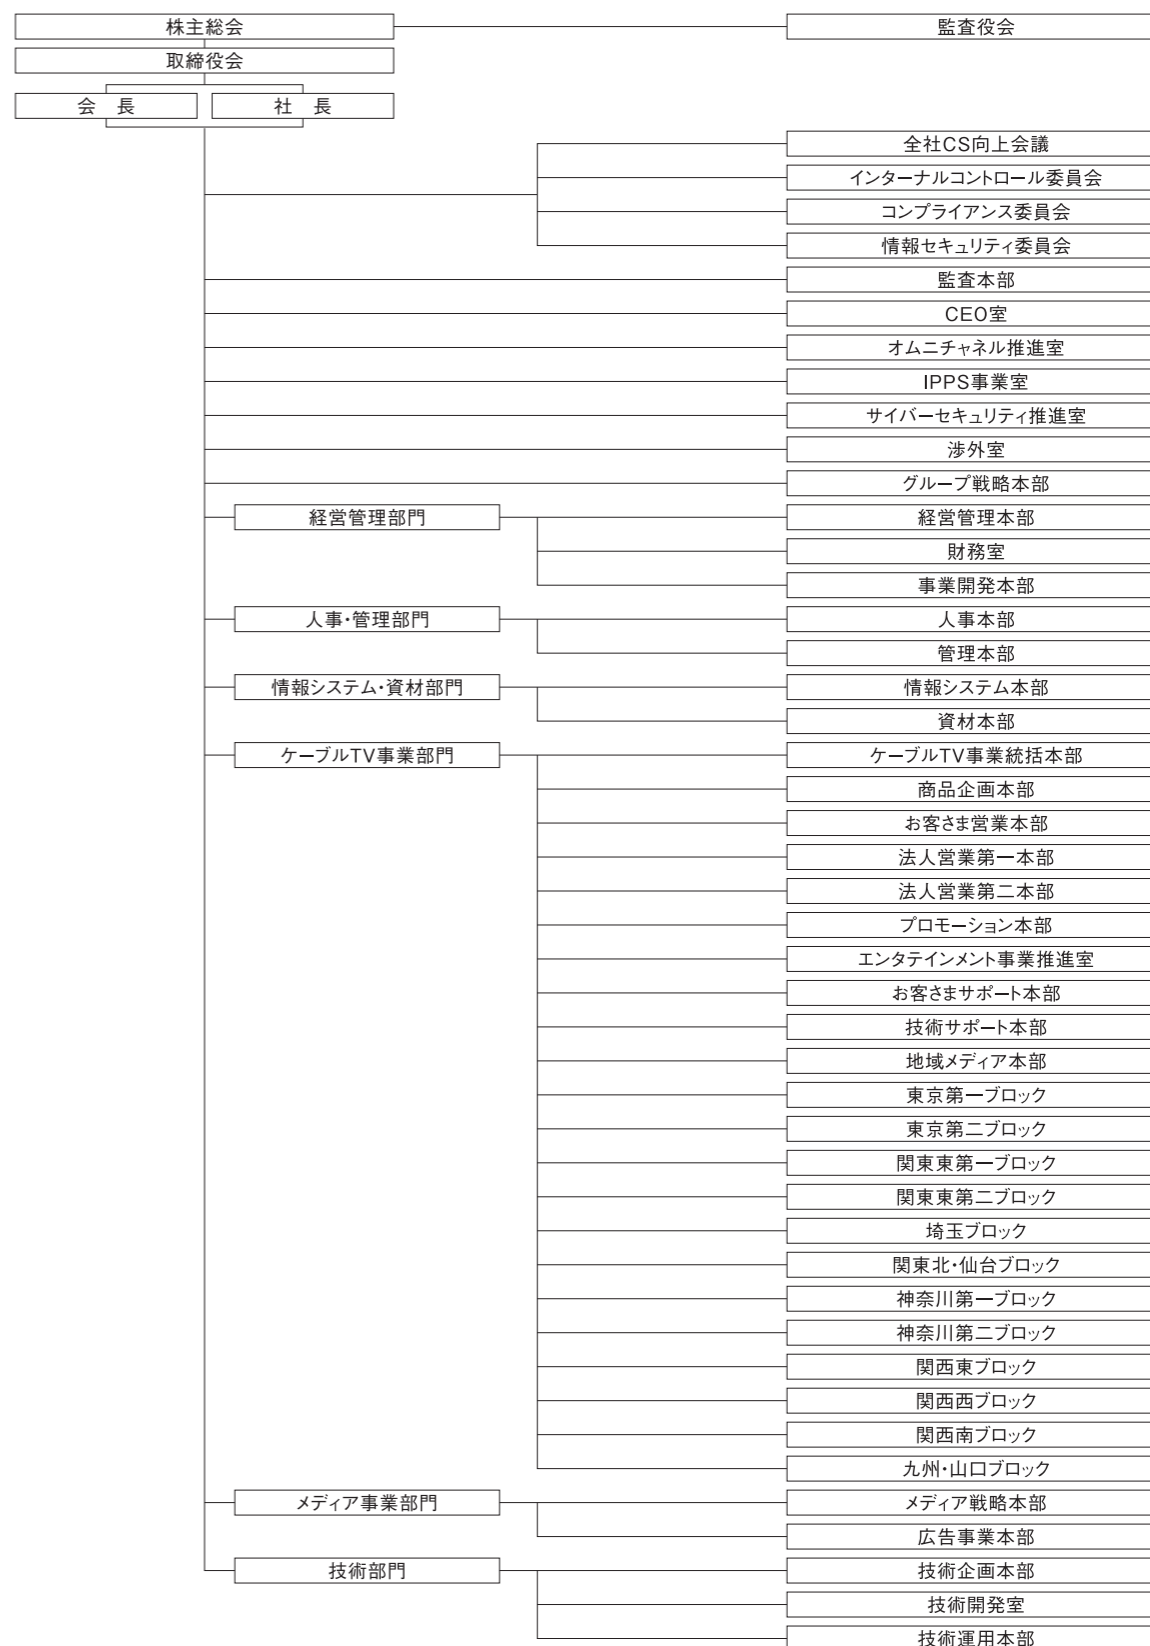 株主総会
監査役会
取締役会
会　長
社　長
全社CS向上会議
インターナルコントロール委員会
コンプライアンス委員会
情報セキュリティ委員会
監査本部
CEO室
オムニチャネル推進室
IPPS事業室
サイバーセキュリティ推進室
渉外室
グループ戦略本部
経営管理部門
経営管理本部
財務室
事業開発本部
人事・管理部門
人事本部
管理本部
情報システム・資材部門
情報システム本部
資材本部
ケーブルTV事業部門
ケーブルTV事業統括本部
商品企画本部
お客さま営業本部
法人営業第一本部
法人営業第二本部
プロモーション本部
エンタテインメント事業推進室
お客さまサポート本部
技術サポート本部
地域メディア本部
東京第一ブロック
東京第二ブロック
関東東第一ブロック
関東東第二ブロック
埼玉ブロック
関東北・仙台ブロック
神奈川第一ブロック
神奈川第二ブロック
関西東ブロック
関西西ブロック
関西南ブロック
九州・山口ブロック
メディア事業部門
メディア戦略本部
広告事業本部
技術部門
技術企画本部
技術開発室
技術運用本部